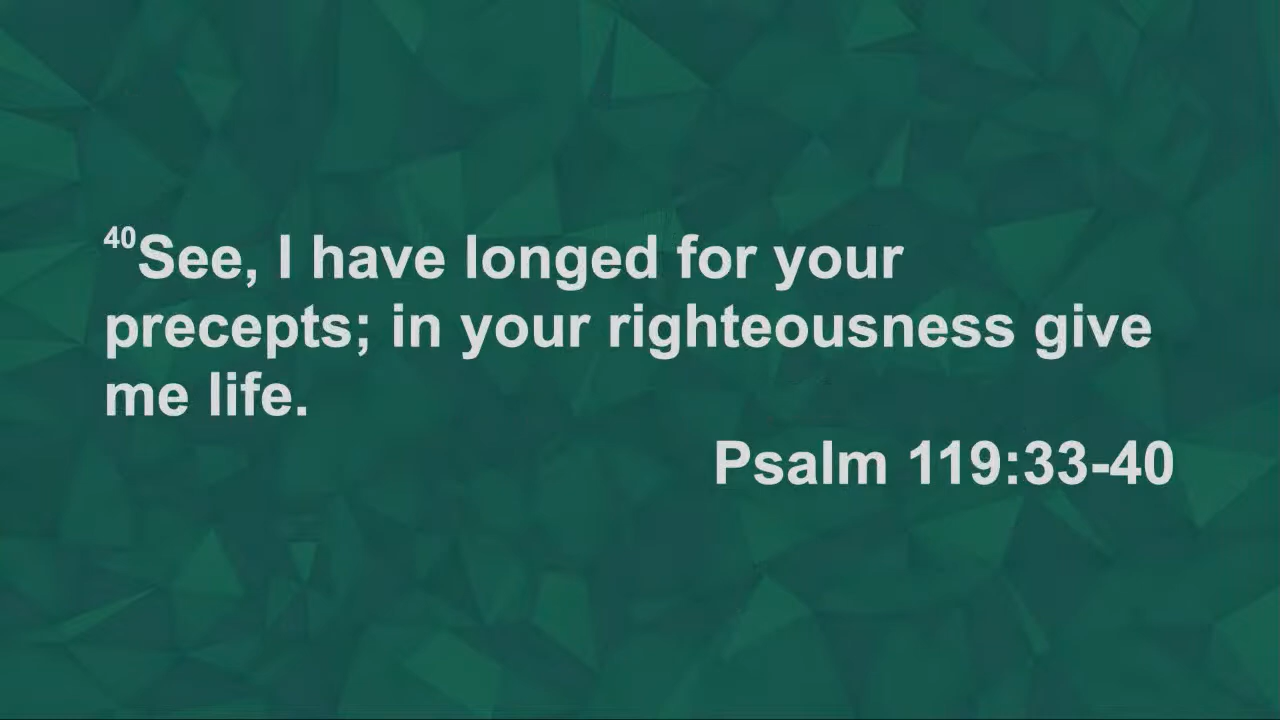 40See, I have longed for your
precepts; in your righteousness give
me life.
Psalm 119:33-40